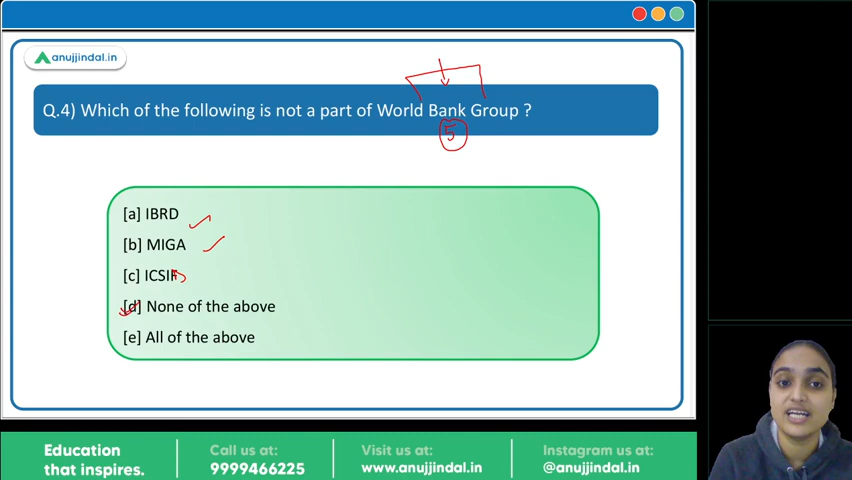 anujjindal.in
Q.4) Which of the following is not a part of World Bank Group ?
5
[a] IBRD
[b] MIGA
[c] ICSIF
[d] None of the above
[e] All of the above
Education
that inspires.
Call us at:
9999466225
Visit us at:
www.anujjindal.in
Instagram us at:
@anujjindal.in